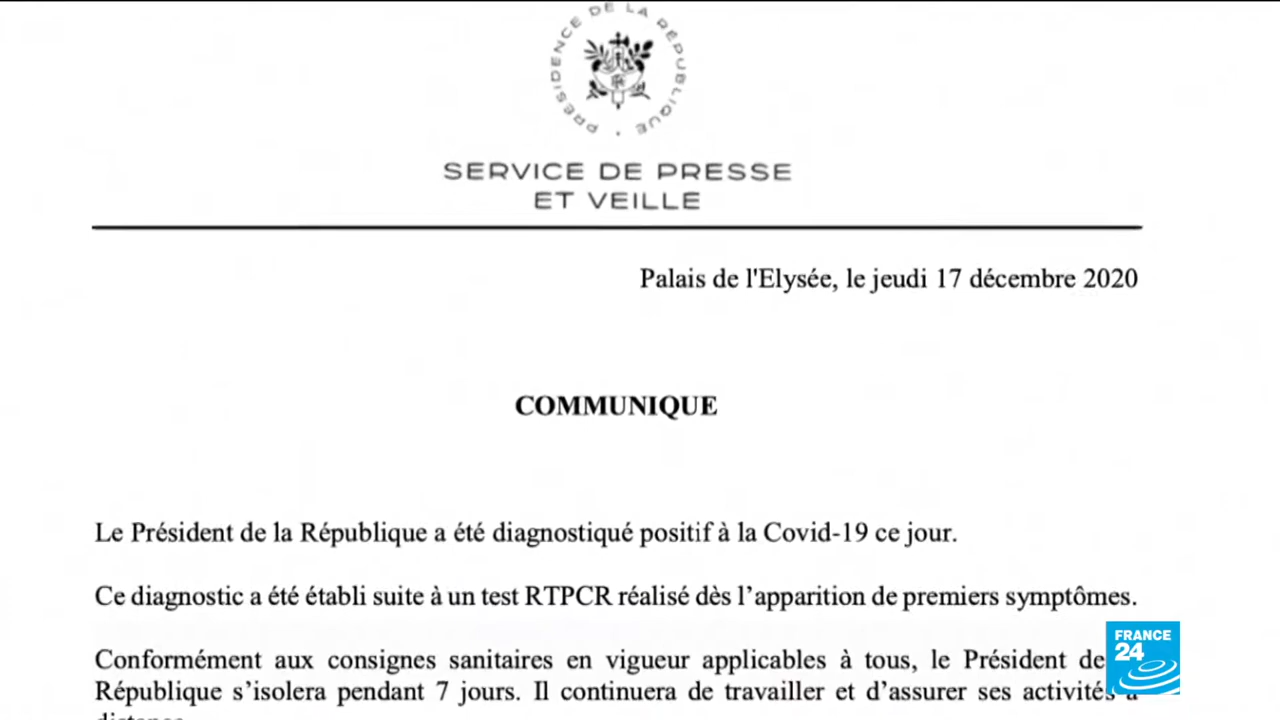 PRÉSIDENCE DE LA RÉPUBLIQUE
SERVICE DE PRESSE
ET VEILLE
Palais de l'Elysée, le jeudi 17 décembre 2020
COMMUNIQUE
Le Président de la République a été diagnostiqué positif à la Covid-19 ce jour.
Ce diagnostic a été établi suite à un test RTPCR réalisé dès l’apparition de premiers symptômes.
Conformément aux consignes sanitaires en vigueur applicables à tous, le Président de
République s’isolera pendant 7 jours. Il continuera de travailler et d’assurer ses activités
FRANCE
24